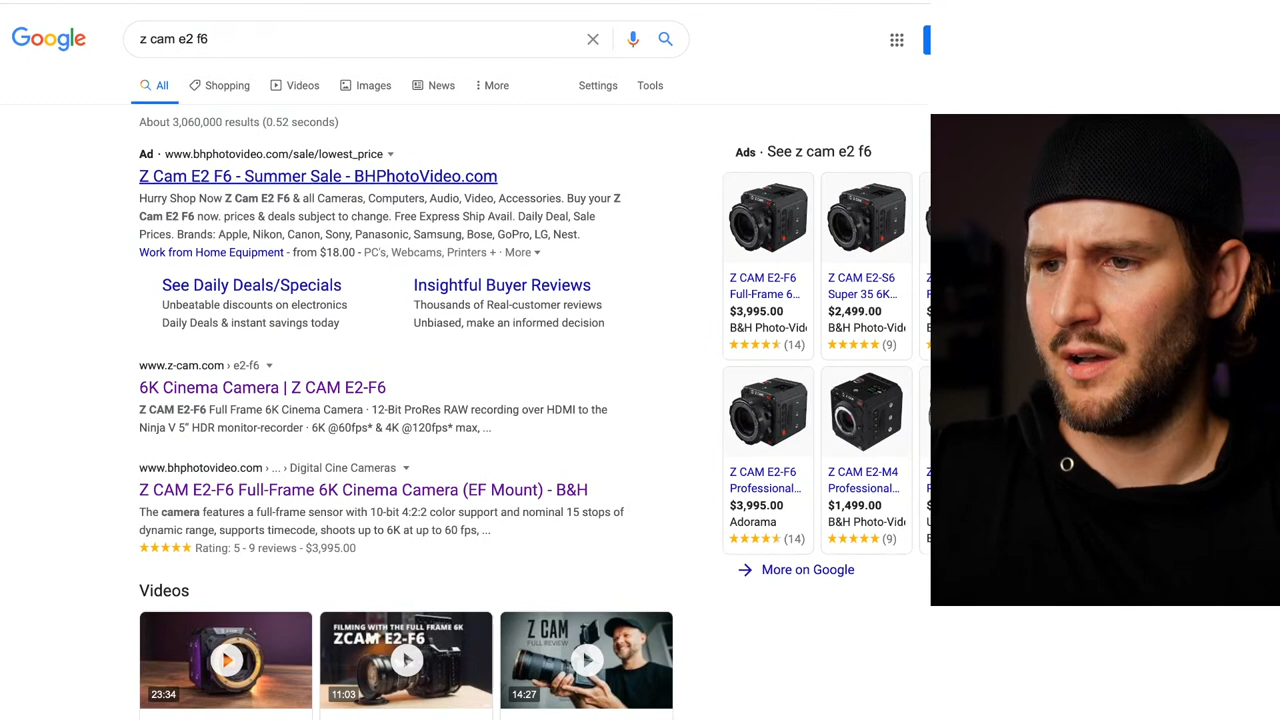 Google
z cam e2 f6
All
Shopping
Videos
Images
News
More
Settings
Tools
About 3,060,000 results (0.52 seconds)
Ad · www.bhphotovideo.com/sale/lowest_price
Z Cam E2 F6 - Summer Sale - BHPhotoVideo.com
Hurry Shop Now Z Cam E2 F6 & all Cameras, Computers, Audio, Video, Accessories. Buy your Z
Cam E2 F6 now. prices & deals subject to change. Free Express Ship Avail. Daily Deal, Sale
Prices. Brands: Apple, Nikon, Canon, Sony, Panasonic, Samsung, Bose, GoPro, LG, Nest.
Work from Home Equipment - from $18.00 - PC's, Webcams, Printers + · More
See Daily Deals/Specials
Unbeatable discounts on electronics
Daily Deals & instant savings today
Insightful Buyer Reviews
Thousands of Real-customer reviews
Unbiased, make an informed decision
www.z-cam.com › e2-f6
6K Cinema Camera | Z CAM E2-F6
Z CAM E2-F6 Full Frame 6K Cinema Camera · 12-Bit ProRes RAW recording over HDMI to the
Ninja V 5” HDR monitor-recorder · 6K @60fps* & 4K @120fps* max, ...
www.bhphotovideo.com › ... › Digital Cine Cameras
Z CAM E2-F6 Full-Frame 6K Cinema Camera (EF Mount) - B&H
The camera features a full-frame sensor with 10-bit 4:2:2 color support and nominal 15 stops of
dynamic range, supports timecode, shoots up to 6K at up to 60 fps, ...
Rating: 5 - 9 reviews - $3,995.00
Videos
23:34
FILMING WITH THE FULL FRAME 6K
ZCAM E2-F6
11:03
Z CAM
FULL REVIEW
14:27
Ads · See z cam e2 f6
Z CAM E2-F6
Full-Frame 6...
$3,995.00
B&H Photo-Vide
(14)
Z CAM E2-S6
Super 35 6K...
$2,499.00
B&H Photo-Vide
(9)
Z CAM E2-F6
Professional...
$3,995.00
Adorama
(14)
Z CAM E2-M4
Professional...
$1,499.00
B&H Photo-Vide
(9)
More on Google